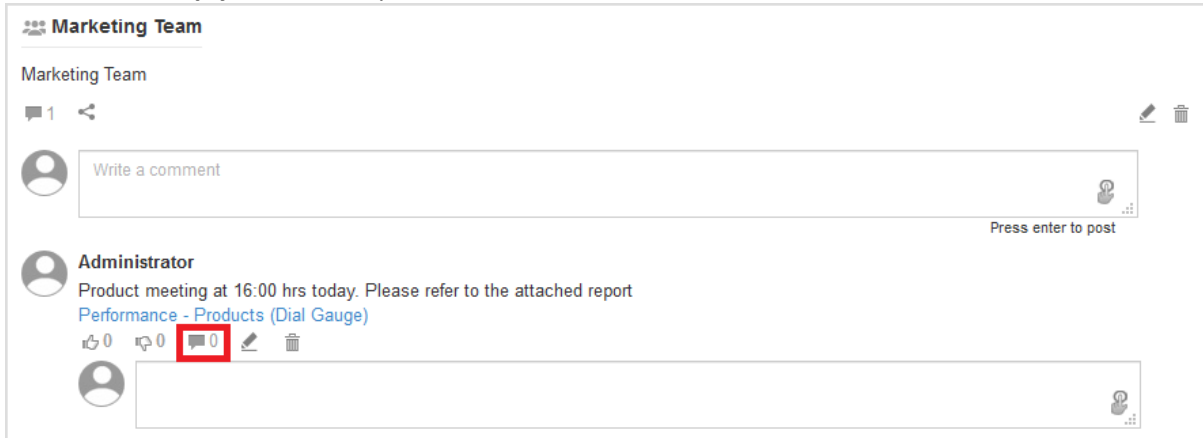 Marketing Team
Marketing Team
1
Write a comment
Press enter to post
Administrator
Product meeting at 16:00 hrs today. Please refer to the attached report
Performance - Products (Dial Gauge)
0 0 0